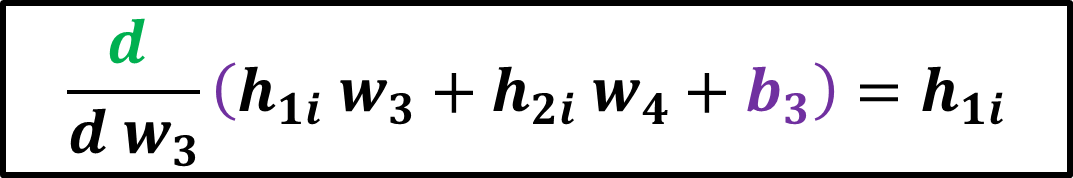 d/(d w₃) (h₁ᵢ w₃ + h₂ᵢ w₄ + b₃) = h₁ᵢ